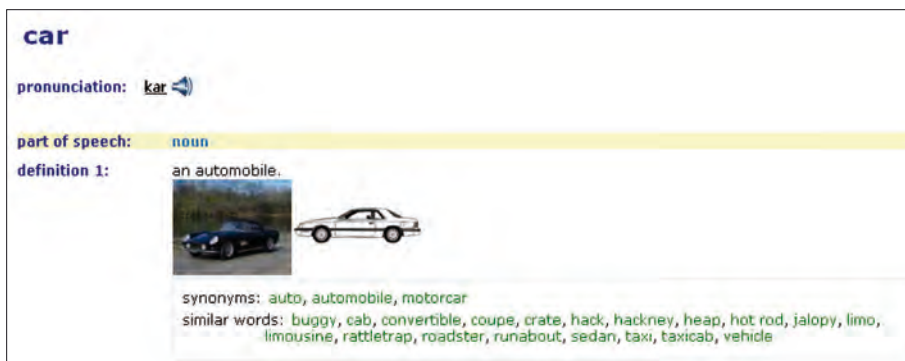 car
pronunciation: kar
part of speech: noun
definition 1: an automobile.
synonyms: auto, automobile, motorcar
similar words: buggy, cab, convertible, coupe, crate, hack, hackney, heap, hot rod, jalopy, limo,
limousine, rattletrap, roadster, runabout, sedan, taxi, taxicab, vehicle